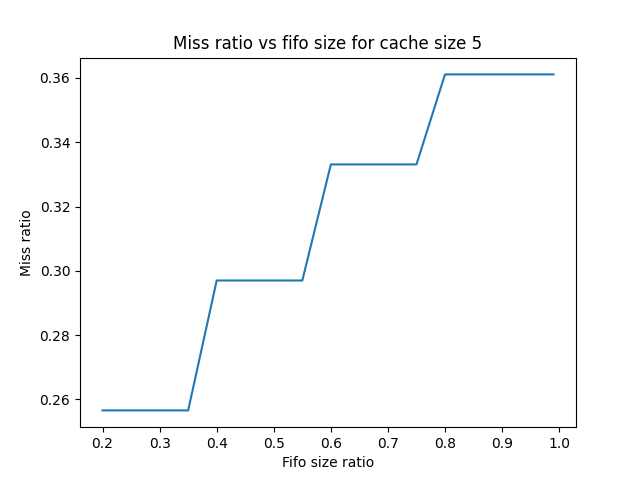 Miss ratio vs fifo size for cache size 5
Miss ratio
0.36
0.34
0.32
0.30
0.28
0.26
0.2 0.3 0.4 0.5 0.6 0.7 0.8 0.9 1.0
Fifo size ratio